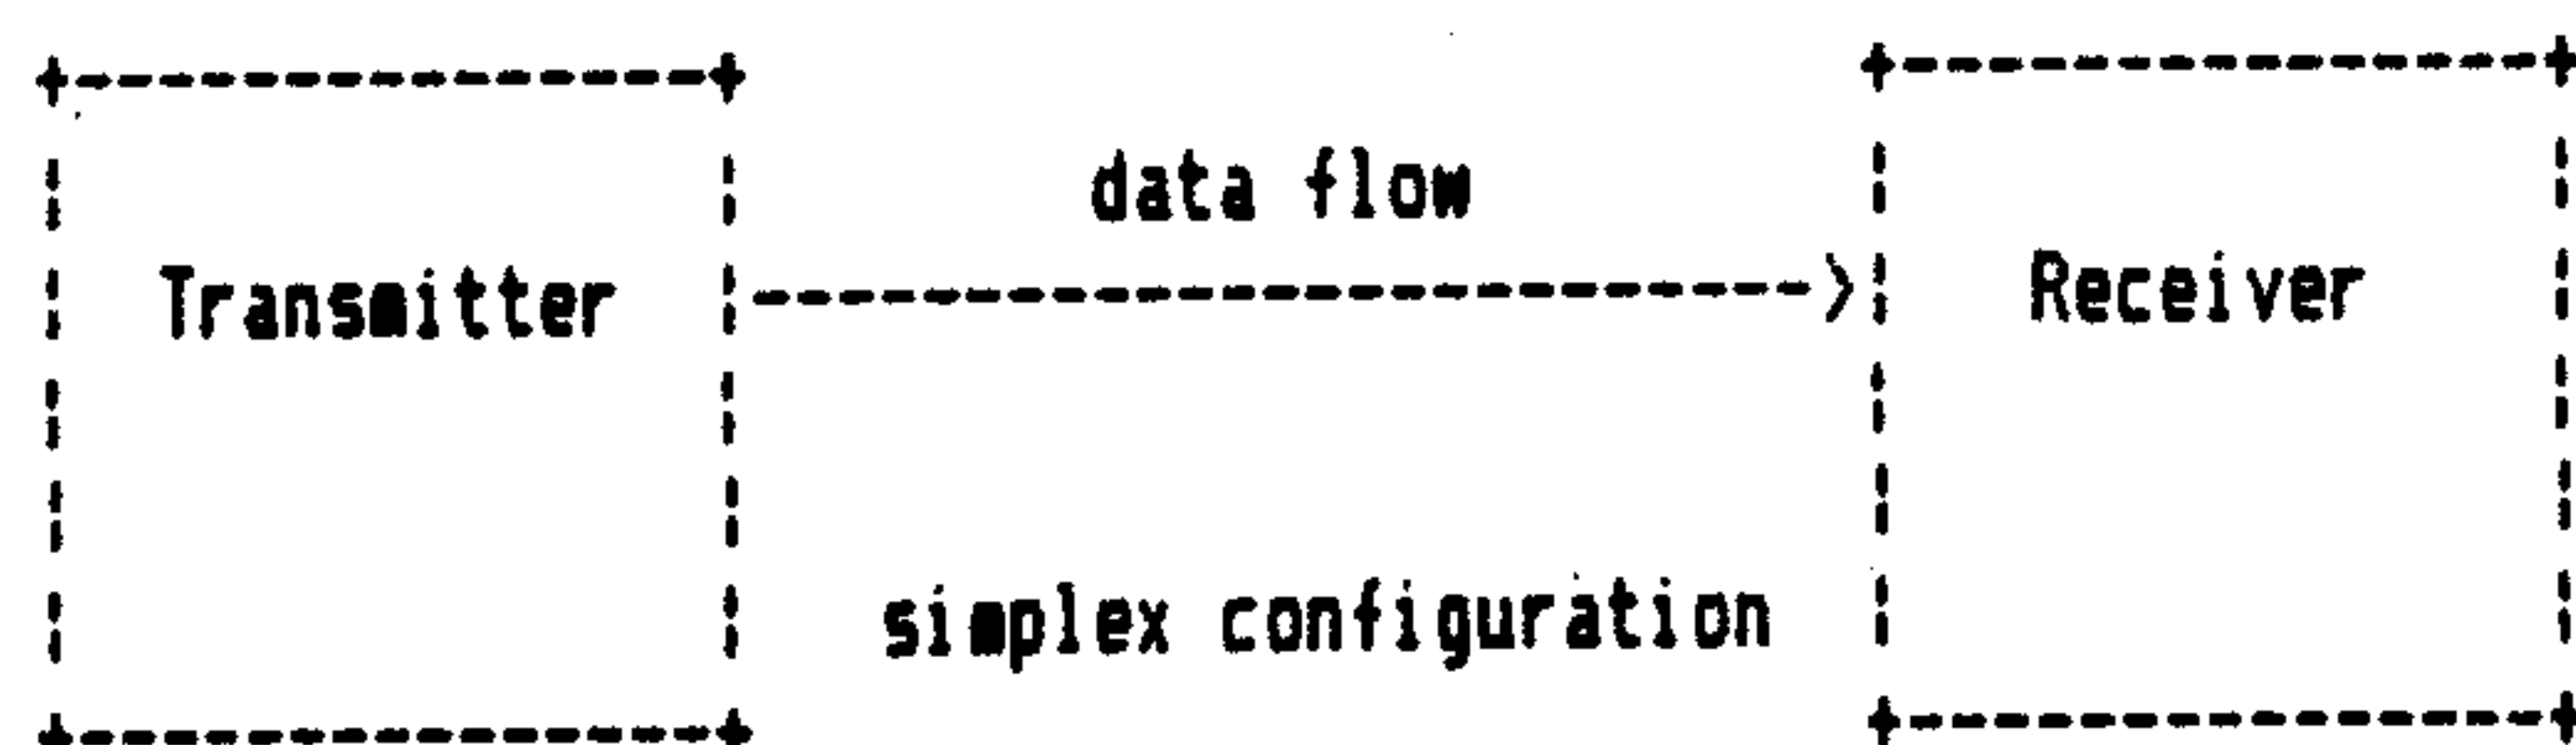 data flow
Transmitter
Receiver
simplex configuration